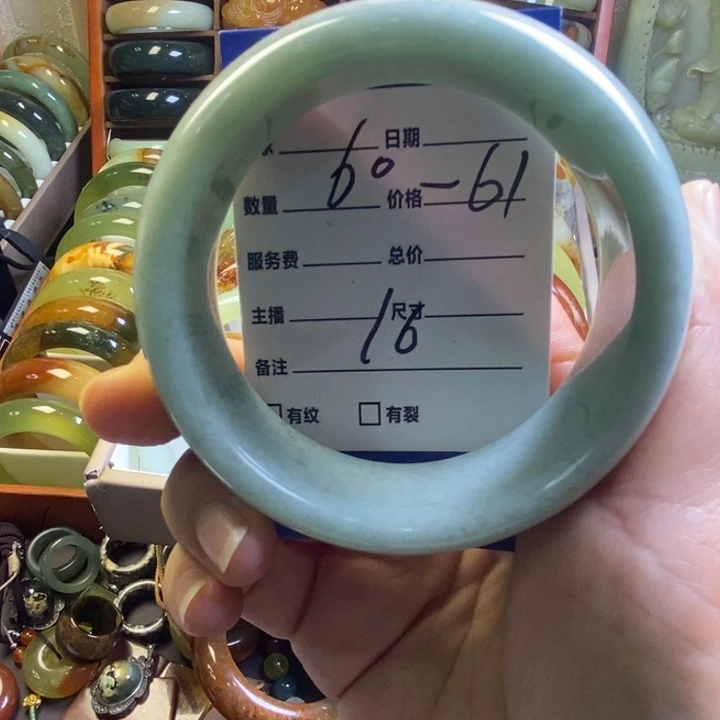 日期
60-61
数量 价格
服务费 总价
主播 尺寸
18
备注
□有纹 □有裂